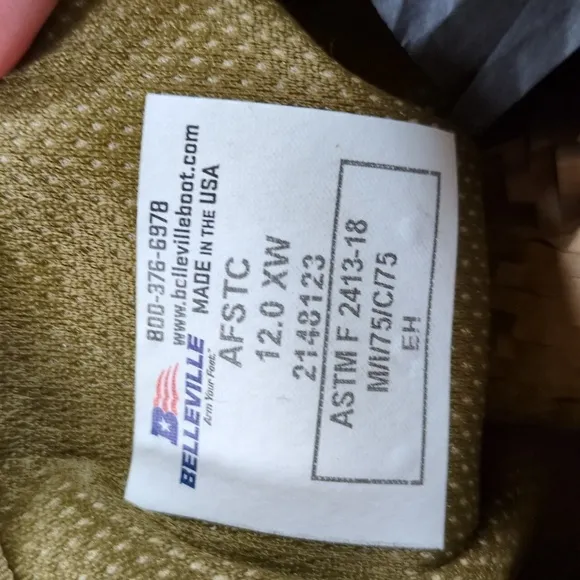 800-376-6978
www.bellevilleboot.com
BELLEVILLE MADE IN THE USA
Arm Your Feet.™
AFSTC
12.0 XW
2148123
ASTM F 2413-18
M/I/75/C/75
EH